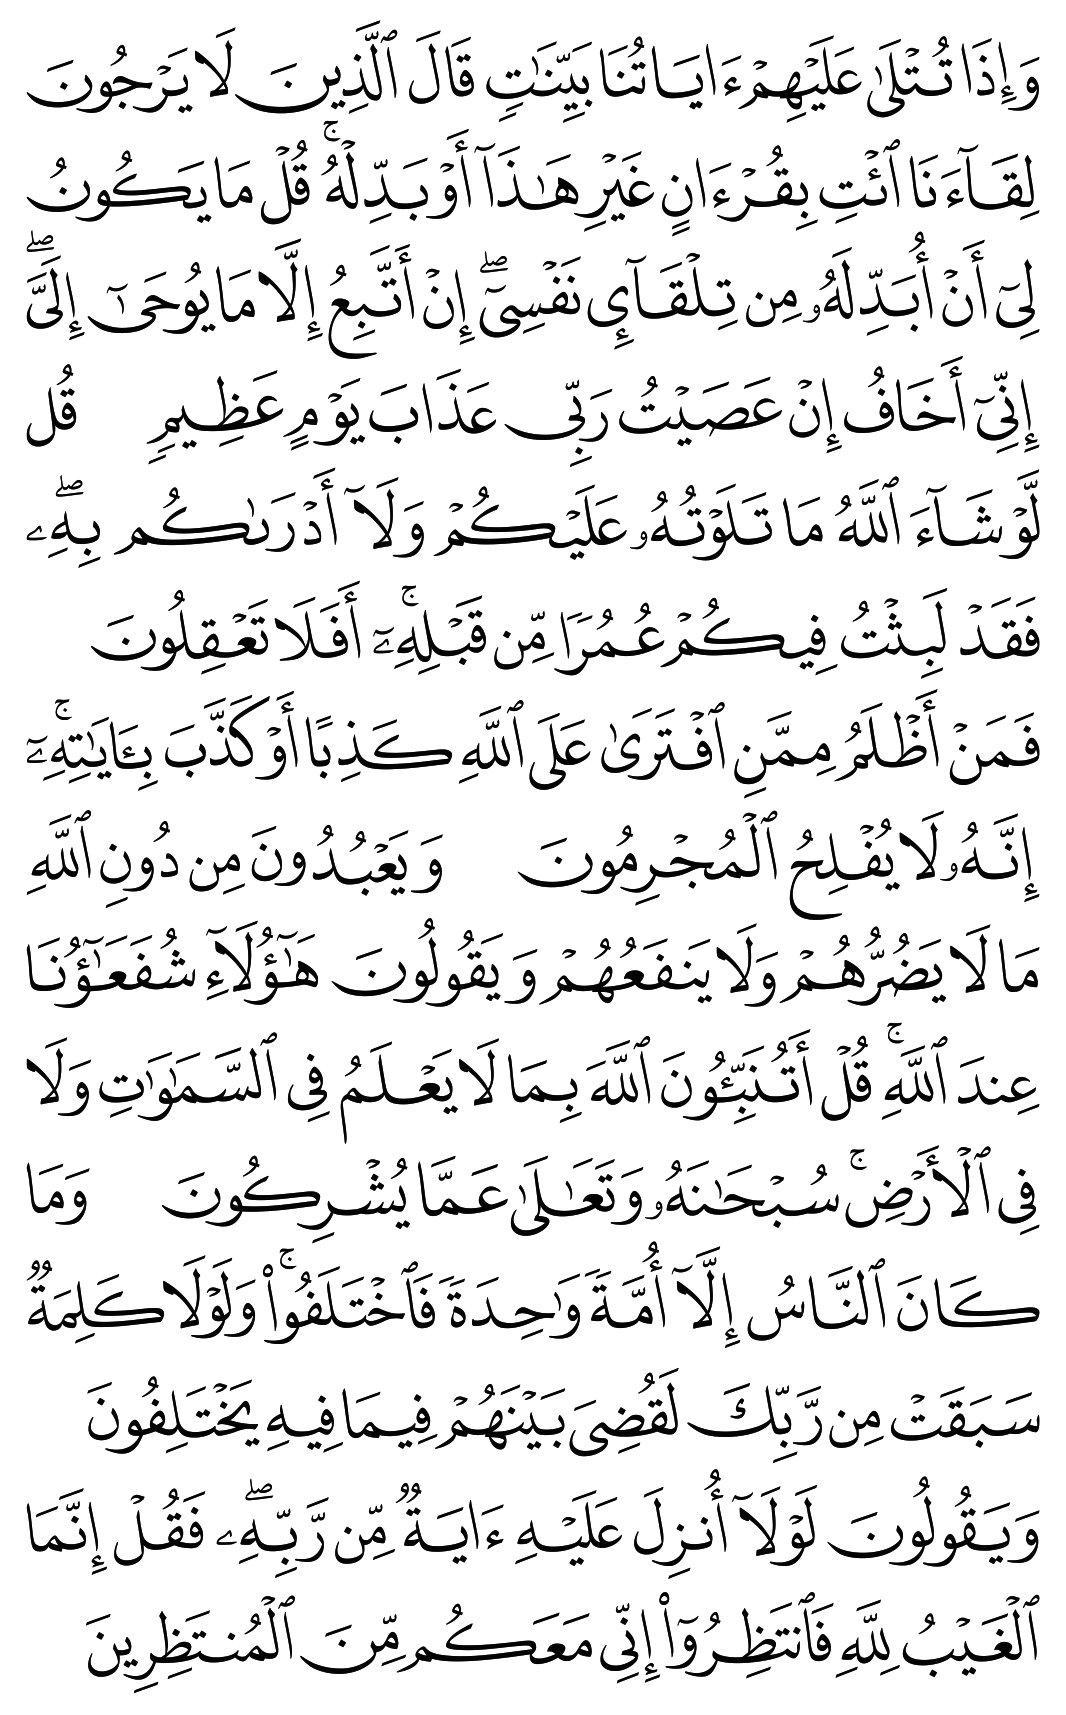 وَإِذَا تُتْلَىٰ عَلَيْهِمْ ءَايَاتُنَا بَيِّنَٰتٍ قَالَ ٱلَّذِينَ لَا يَرْجُونَ
لِقَآءَنَا ٱئْتِ بِقُرْءَانٍ غَيْرِ هَٰذَآ أَوْ بَدِّلْهُ ۚ قُلْ مَا يَكُونُ
لِىٓ أَنْ أُبَدِّلَهُۥ مِن تِلْقَآئِ نَفْسِىٓ ۖ إِنْ أَتَّبِعُ إِلَّا مَا يُوحَىٰٓ إِلَىَّ ۖ
إِنِّىٓ أَخَافُ إِنْ عَصَيْتُ رَبِّى عَذَابَ يَوْمٍ عَظِيمٍ قُل
لَّوْ شَآءَ ٱللَّهُ مَا تَلَوْتُهُۥ عَلَيْكُمْ وَلَآ أَدْرَىٰكُم بِهِۦ ۖ
فَقَدْ لَبِثْتُ فِيكُمْ عُمُرًا مِّن قَبْلِهِۦٓ ۚ أَفَلَا تَعْقِلُونَ
فَمَنْ أَظْلَمُ مِمَّنِ ٱفْتَرَىٰ عَلَى ٱللَّهِ كَذِبًا أَوْ كَذَّبَ بِـَٔايَٰتِهِۦٓ ۚ
إِنَّهُۥ لَا يُفْلِحُ ٱلْمُجْرِمُونَ وَيَعْبُدُونَ مِن دُونِ ٱللَّهِ
مَا لَا يَضُرُّهُمْ وَلَا يَنفَعُهُمْ وَيَقُولُونَ هَٰٓؤُلَآءِ شُفَعَٰٓؤُنَا
عِندَ ٱللَّهِ ۚ قُلْ أَتُنَبِّـُٔونَ ٱللَّهَ بِمَا لَا يَعْلَمُ فِى ٱلسَّمَٰوَٰتِ وَلَا
فِى ٱلْأَرْضِ ۚ سُبْحَٰنَهُۥ وَتَعَٰلَىٰ عَمَّا يُشْرِكُونَ وَمَا
كَانَ ٱلنَّاسُ إِلَّآ أُمَّةً وَٰحِدَةً فَٱخْتَلَفُوا۟ ۚ وَلَوْلَا كَلِمَةٌ
سَبَقَتْ مِن رَّبِّكَ لَقُضِىَ بَيْنَهُمْ فِيمَا فِيهِ يَخْتَلِفُونَ
وَيَقُولُونَ لَوْلَآ أُنزِلَ عَلَيْهِ ءَايَةٌ مِّن رَّبِّهِۦ ۖ فَقُلْ إِنَّمَا
ٱلْغَيْبُ لِلَّهِ فَٱنتَظِرُوٓا۟ إِنِّى مَعَكُم مِّنَ ٱلْمُنتَظِرِينَ